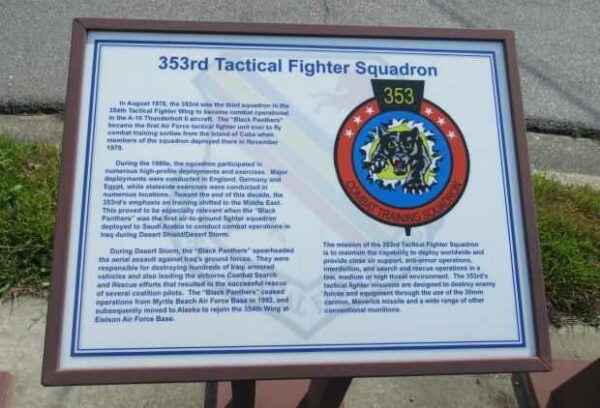 353rd Tactical Fighter Squadron
In August 1978, the 353rd was the third squadron in the
354th Tactical Fighter Wing to become combat operational
in the A-10 Thunderbolt II aircraft. The "Black Panthers"
became the first Air Force tactical fighter unit ever to fly
combat training sorties from the island of Cuba when
members of the squadron deployed there in November
1979.
During the 1980s, the squadron participated in
numerous high-profile deployments and exercises. Major
deployments were conducted in England, Germany and
Egypt, while stateside exercises were conducted in
numerous locations. Toward the end of this decade, the
353rd's emphasis on training shifted to the Middle East.
This proved to be especially relevant when the "Black
Panthers" was the first air-to-ground fighter squadron
deployed to Saudi Arabia to conduct combat operations in
Iraq during Desert Shield/Desert Storm.
During Desert Storm, the "Black Panthers" spearheaded
the aerial assault against Iraq's ground forces. They were
responsible for destroying hundreds of Iraqi armored
vehicles and also leading the airborne Combat Search
and Rescue efforts that resulted in the successful rescue
of several coalition pilots. The "Black Panthers" ceased
operations from Myrtle Beach Air Force Base in 1992, and
subsequently moved to Alaska to rejoin the 354th Wing at
Eielson Air Force Base.
353
COMBAT TRAINING SQUADRON
The mission of the 353rd Tactical Fighter Squadron
is to maintain the capability to deploy worldwide and
provide close air support, anti-armor operations,
interdiction, and search and rescue operations in a
low, medium or high threat environment. The 353rd's
tactical fighter missions are designed to destroy enemy
forces and equipment through the use of the 30mm
cannon, Maverick missile and a wide range of other
conventional munitions.